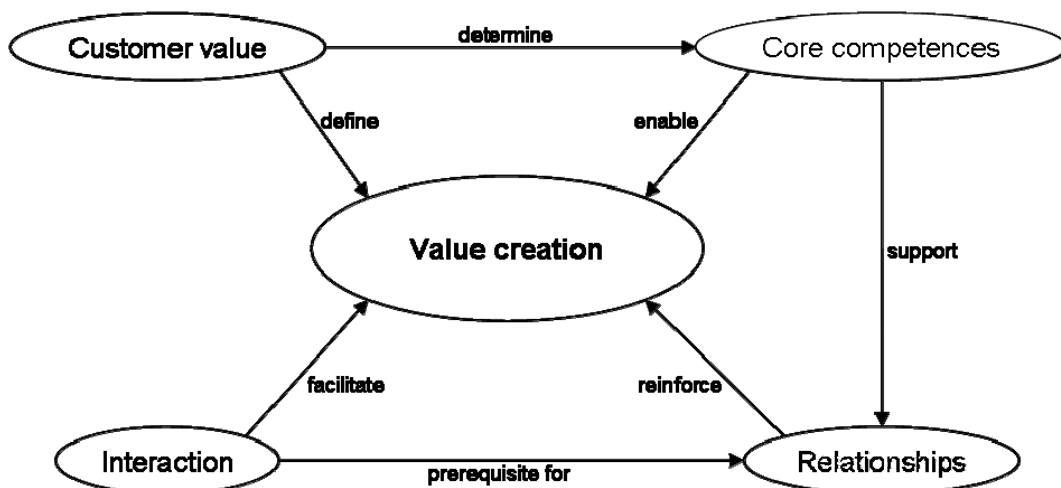 Customer value
determine
Core competences
define
enable
Value creation
support
facilitate
reinforce
Interaction
prerequisite for
Relationships